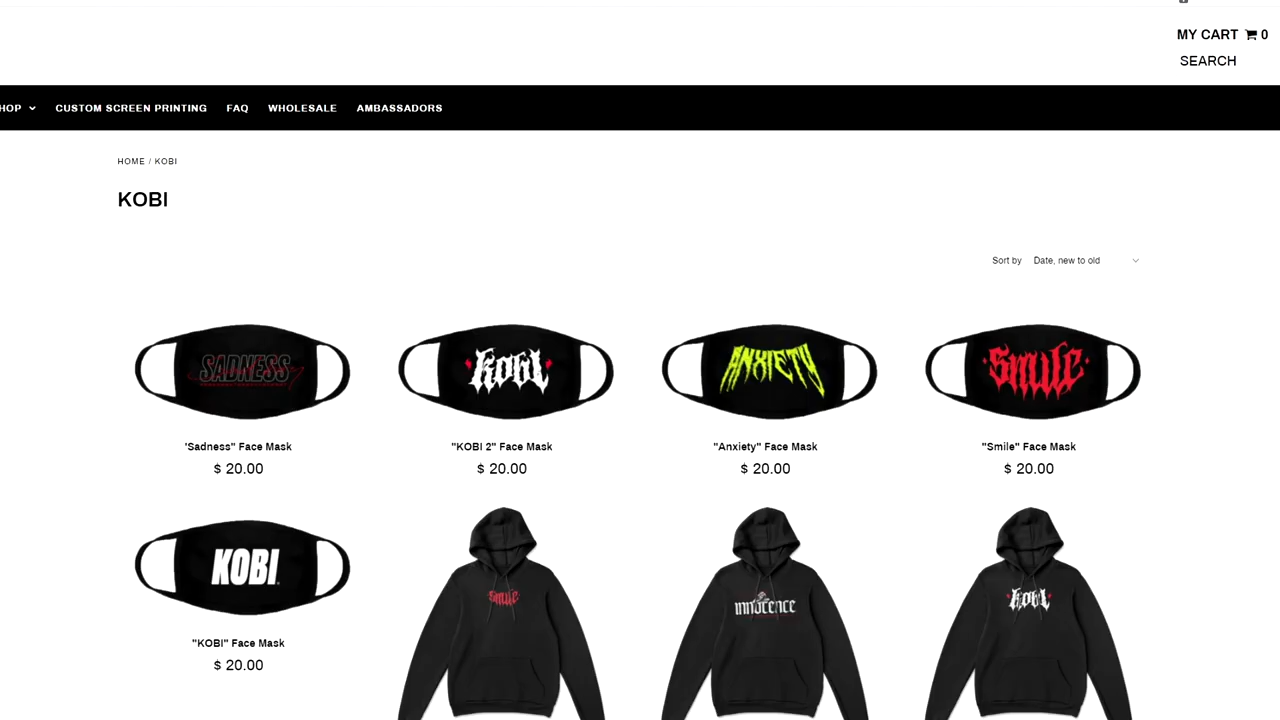 MY CART 0
SEARCH
HOP CUSTOM SCREEN PRINTING FAQ WHOLESALE AMBASSADORS
HOME / KOBI
KOBI
Sort by Date, new to old
SADNESS kobi ANXIETY smile
'Sadness" Face Mask "KOBI 2" Face Mask "Anxiety" Face Mask "Smile" Face Mask
$ 20.00 $ 20.00 $ 20.00 $ 20.00
KOBI smile innocence kobi
"KOBI" Face Mask
$ 20.00